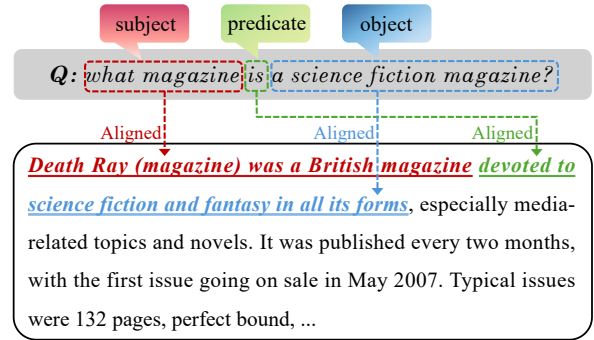 subject predicate object
Q: what magazine is a science fiction magazine?
Aligned Aligned Aligned
Death Ray (magazine) was a British magazine devoted to
science fiction and fantasy in all its forms, especially media-
related topics and novels. It was published every two months,
with the first issue going on sale in May 2007. Typical issues
were 132 pages, perfect bound, ...